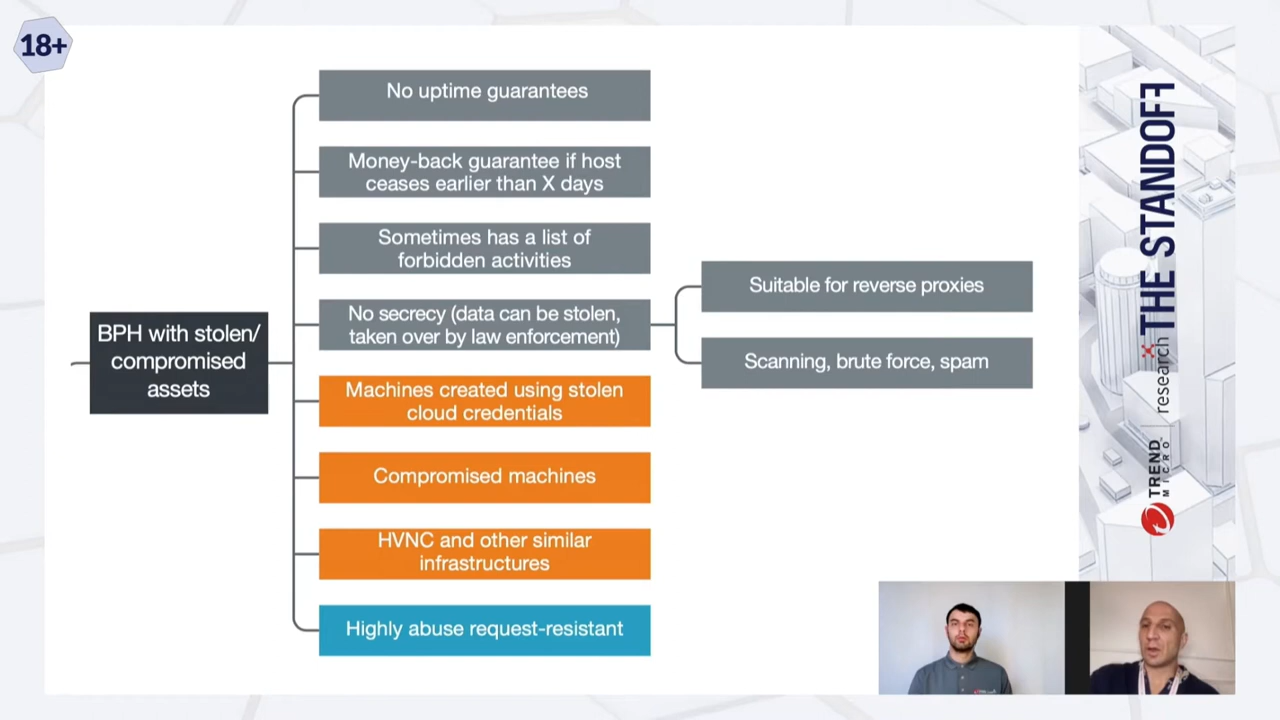 18+
No uptime guarantees
Money-back guarantee if host
ceases earlier than X days
Sometimes has a list of
forbidden activities
No secrecy (data can be stolen,
taken over by law enforcement)
Suitable for reverse proxies
Scanning, brute force, spam
BPH with stolen/
compromised
assets
Machines created using stolen
cloud credentials
Compromised machines
HVNC and other similar
infrastructures
Highly abuse request-resistant
THE STANDOFF
TREND
MICRO™
research